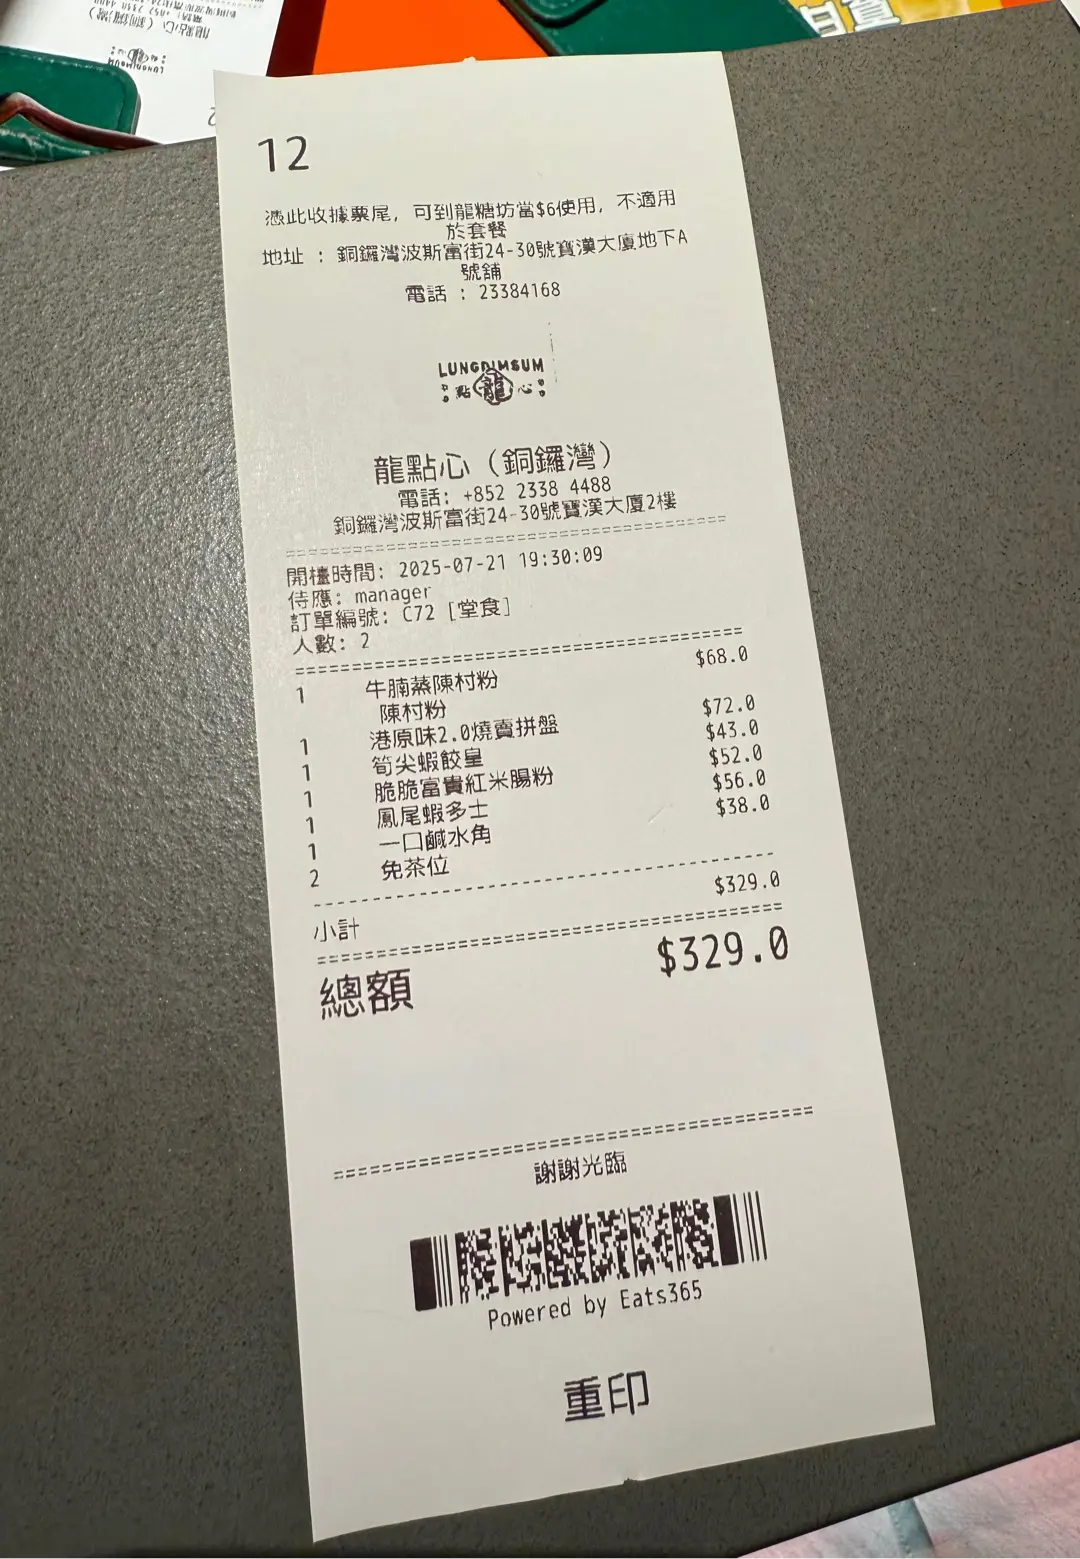 12
憑此收據票尾，可到龍糖坊當$6使用，不適用
於套餐
地址 : 銅鑼灣波斯富街24-30號寶漢大廈地下A
號舖
電話 : 23384168
LUNGDIMSUM
點龍心
龍點心（銅鑼灣）
電話: +852 2338 4488
銅鑼灣波斯富街24-30號寶漢大廈2樓
開檯時間: 2025-07-21 19:30:09
侍應: manager
訂單編號: C72 [堂食]
人數: 2
1 牛腩蒸陳村粉 $68.0
陳村粉
1 港原味2.0燒賣拼盤 $72.0
1 筍尖蝦餃皇 $43.0
1 脆脆富貴紅米腸粉 $52.0
1 鳳尾蝦多士 $56.0
1 一口鹹水角 $38.0
2 免茶位
小計 $329.0
總額 $329.0
謝謝光臨
Powered by Eats365
重印